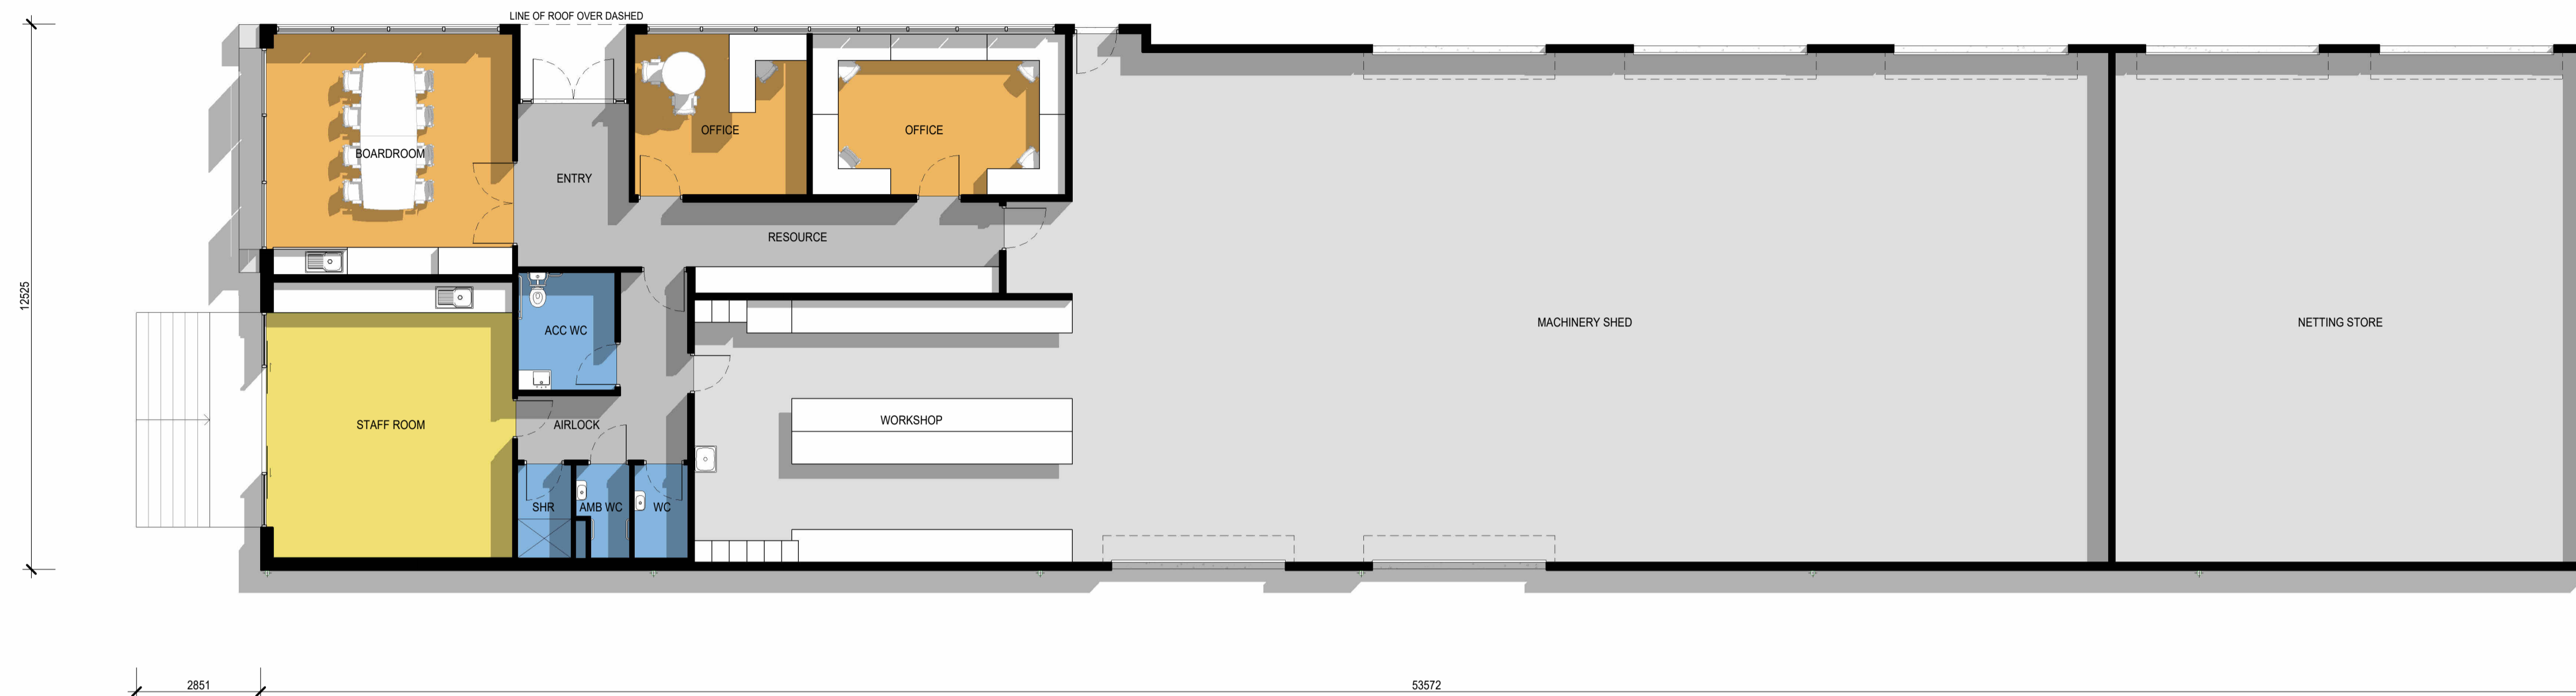 LINE OF ROOF OVER DASHED
OFFICE
OFFICE
BOARDROOM
ENTRY
RESOURCE
12525
ACC WC
MACHINERY SHED
NETTING STORE
STAFF ROOM
AIRLOCK
WORKSHOP
SHR
AMB WC
WC
2851
53572